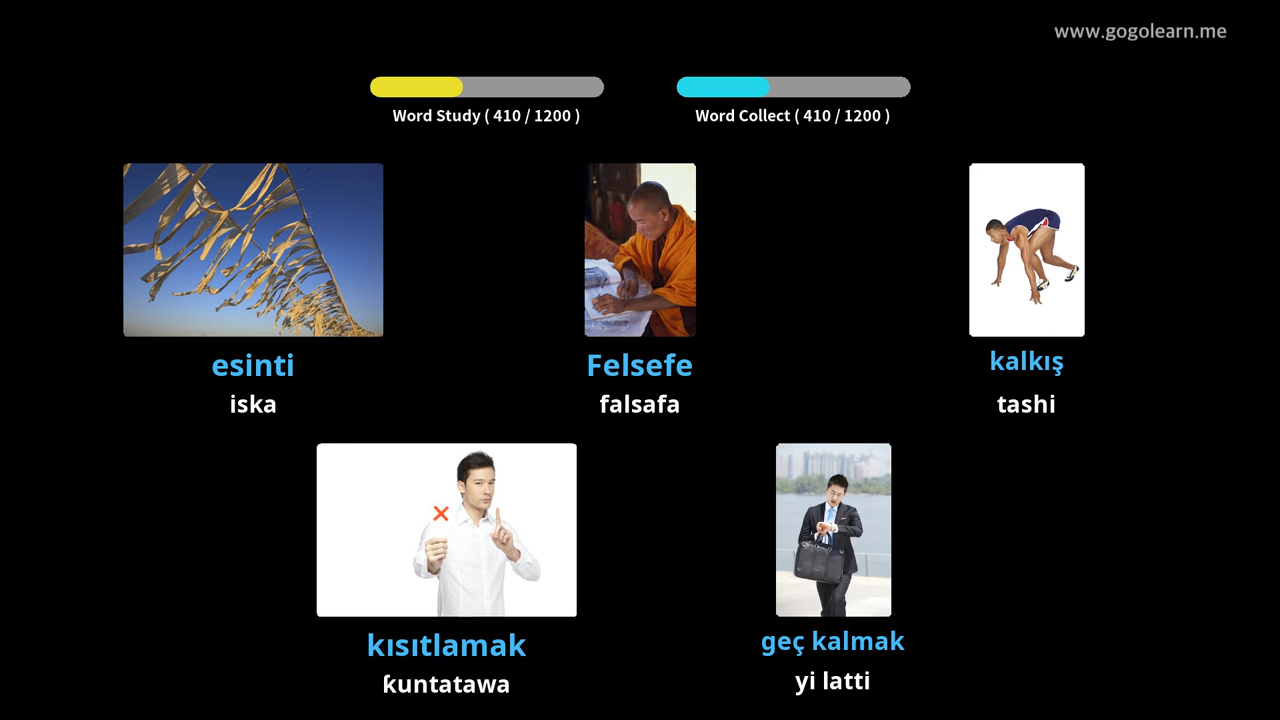 www.gogolearn.me
Word Study ( 410 / 1200 )
Word Collect ( 410 / 1200 )
esinti
iska
Felsefe
falsafa
kalkış
tashi
kısıtlamak
ƙuntatawa
geç kalmak
yi latti